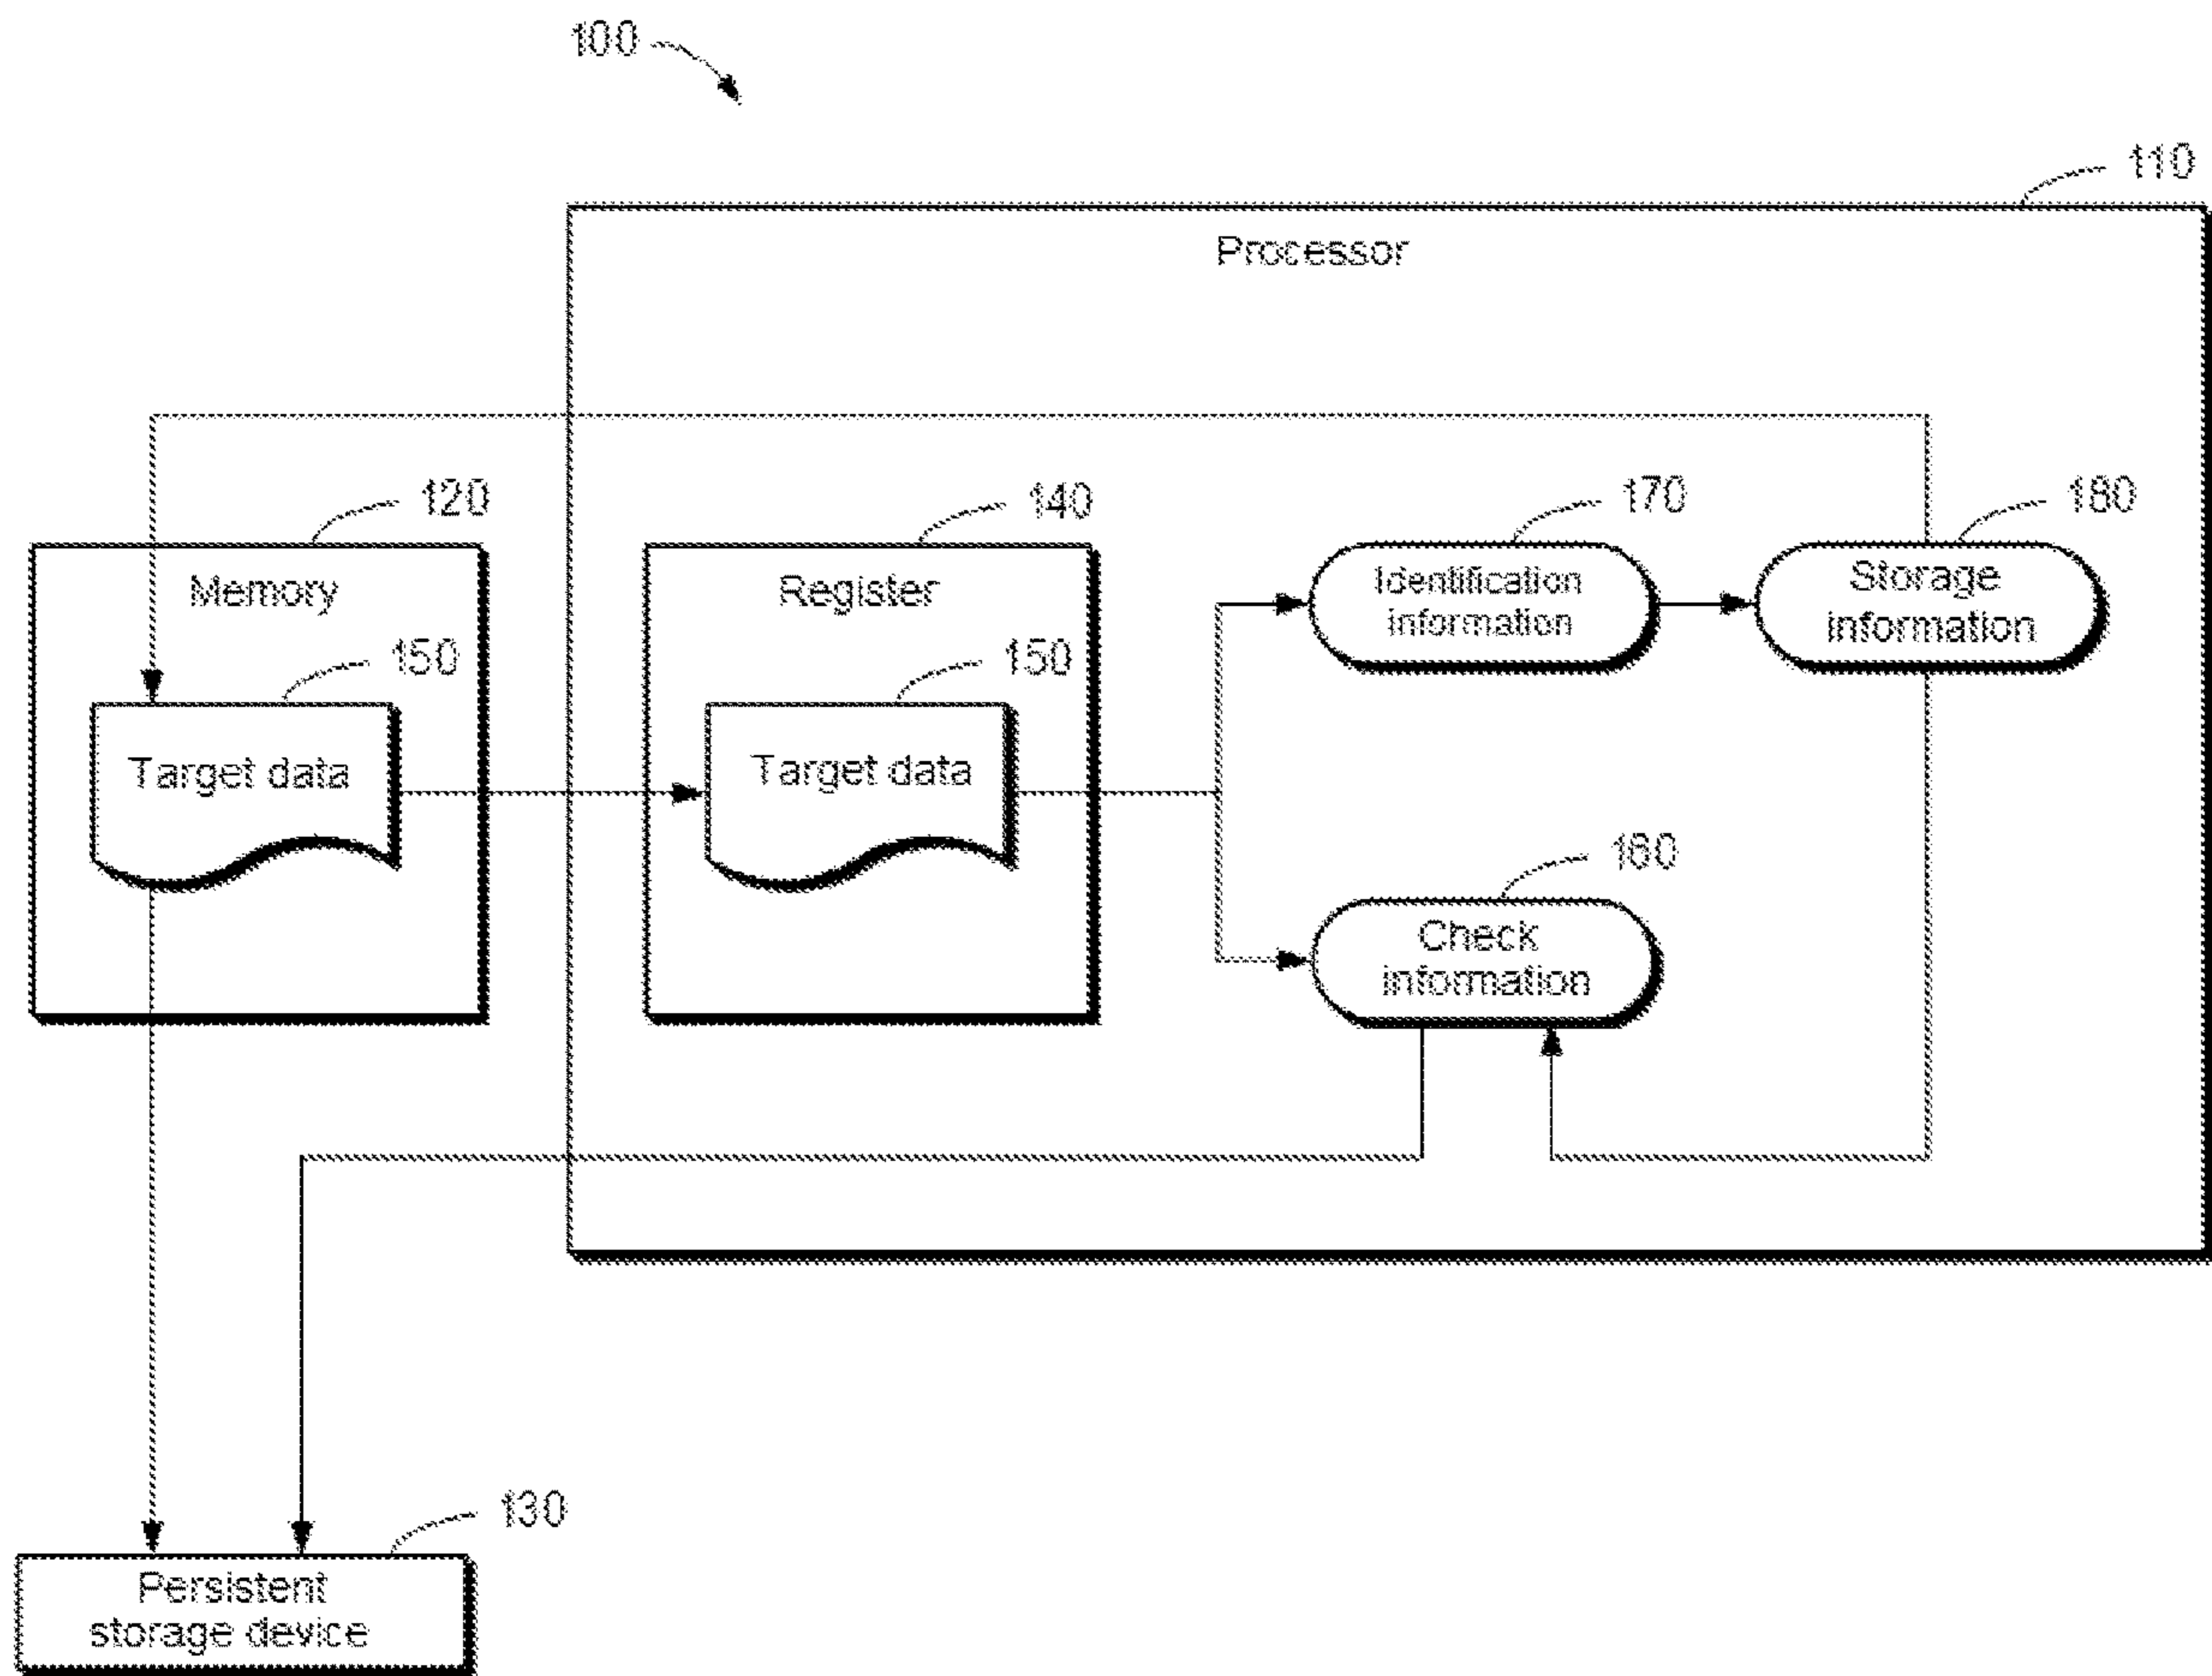 100
110
Processor
120
140
170
180
Memory
Register
Identification
information
Storage
information
150
150
Target data
Target data
160
Check
information
130
Persistent
storage device